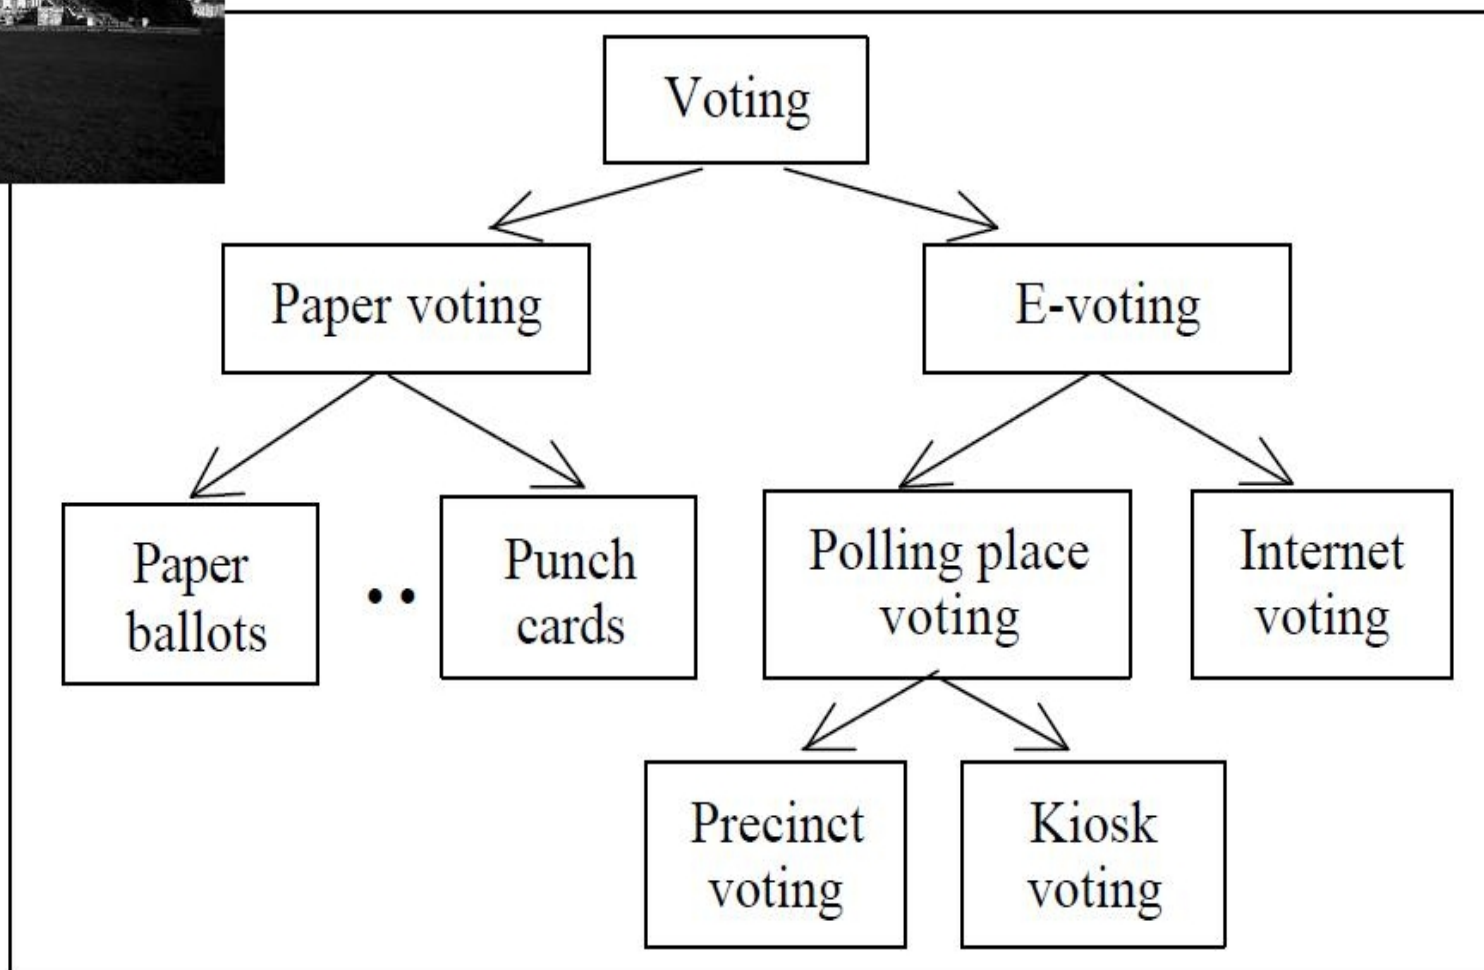 Voting
Paper voting
E-voting
Paper
ballots
• •
Punch
cards
Polling place
voting
Internet
voting
Precinct
voting
Kiosk
voting